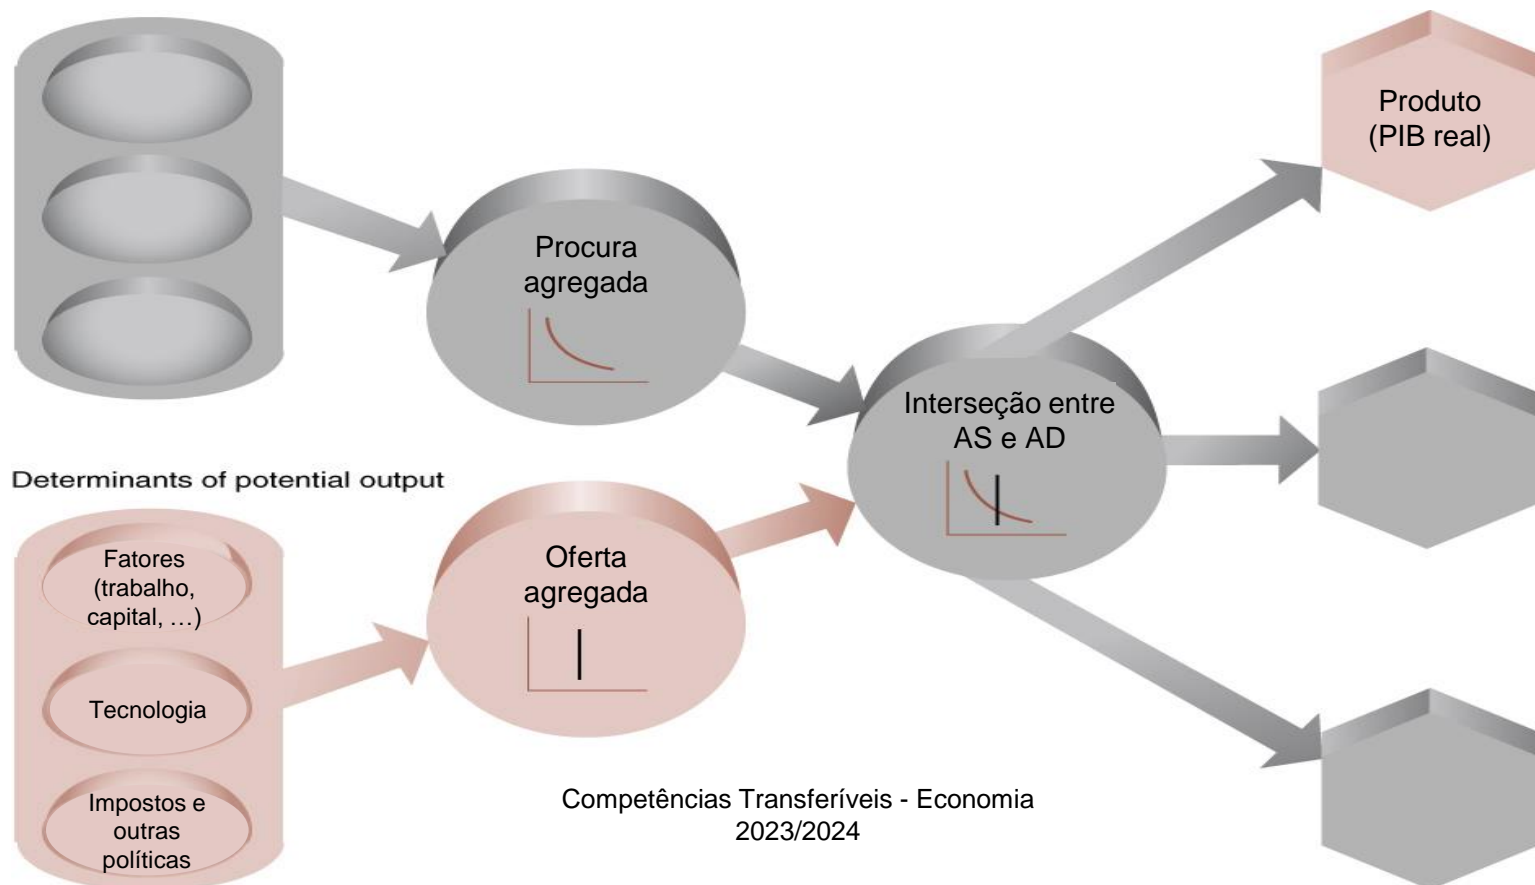 Produto
(PIB real)
Procura
agregada
Interseção entre
AS e AD
Determinants of potential output
Fatores
(trabalho,
capital, …)
Oferta
agregada
Tecnologia
Impostos e
outras
políticas
Competências Transferíveis - Economia
2023/2024